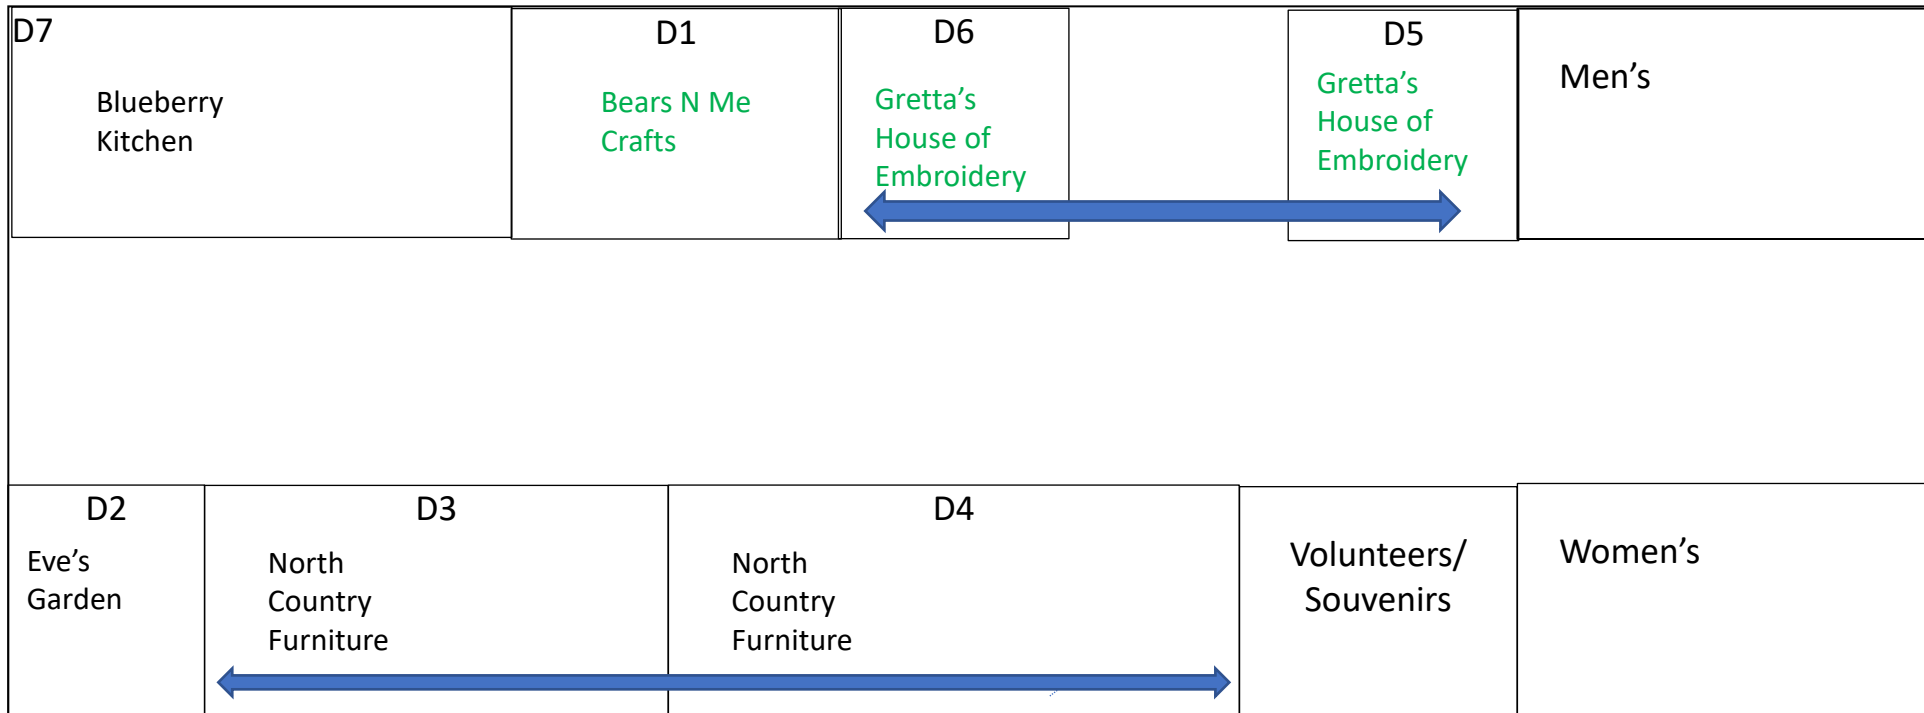 D7
Blueberry
Kitchen
D1
Bears N Me
Crafts
D6
Gretta’s
House of
Embroidery
D5
Gretta’s
House of
Embroidery
Men’s
D2
Eve’s
Garden
D3
North
Country
Furniture
D4
North
Country
Furniture
Volunteers/
Souvenirs
Women’s